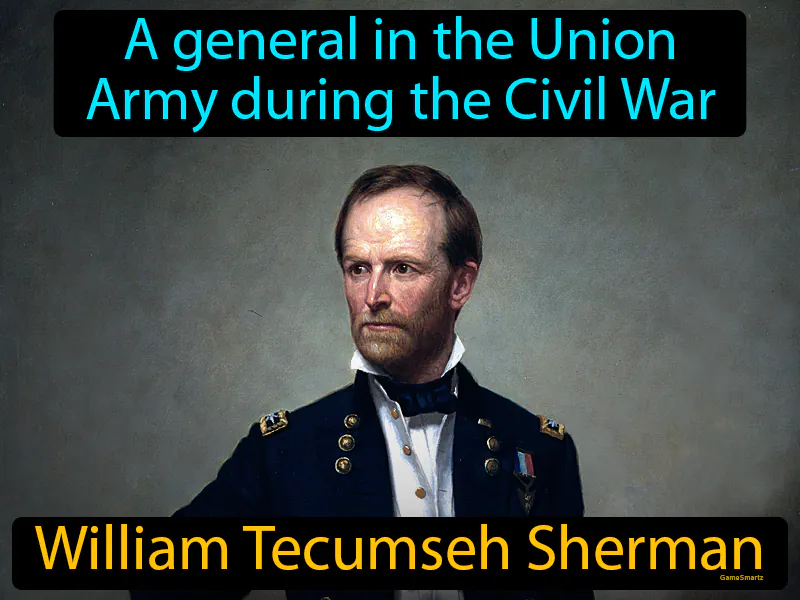 A general in the Union
Army during the Civil War
William Tecumseh Sherman
GameSmartz